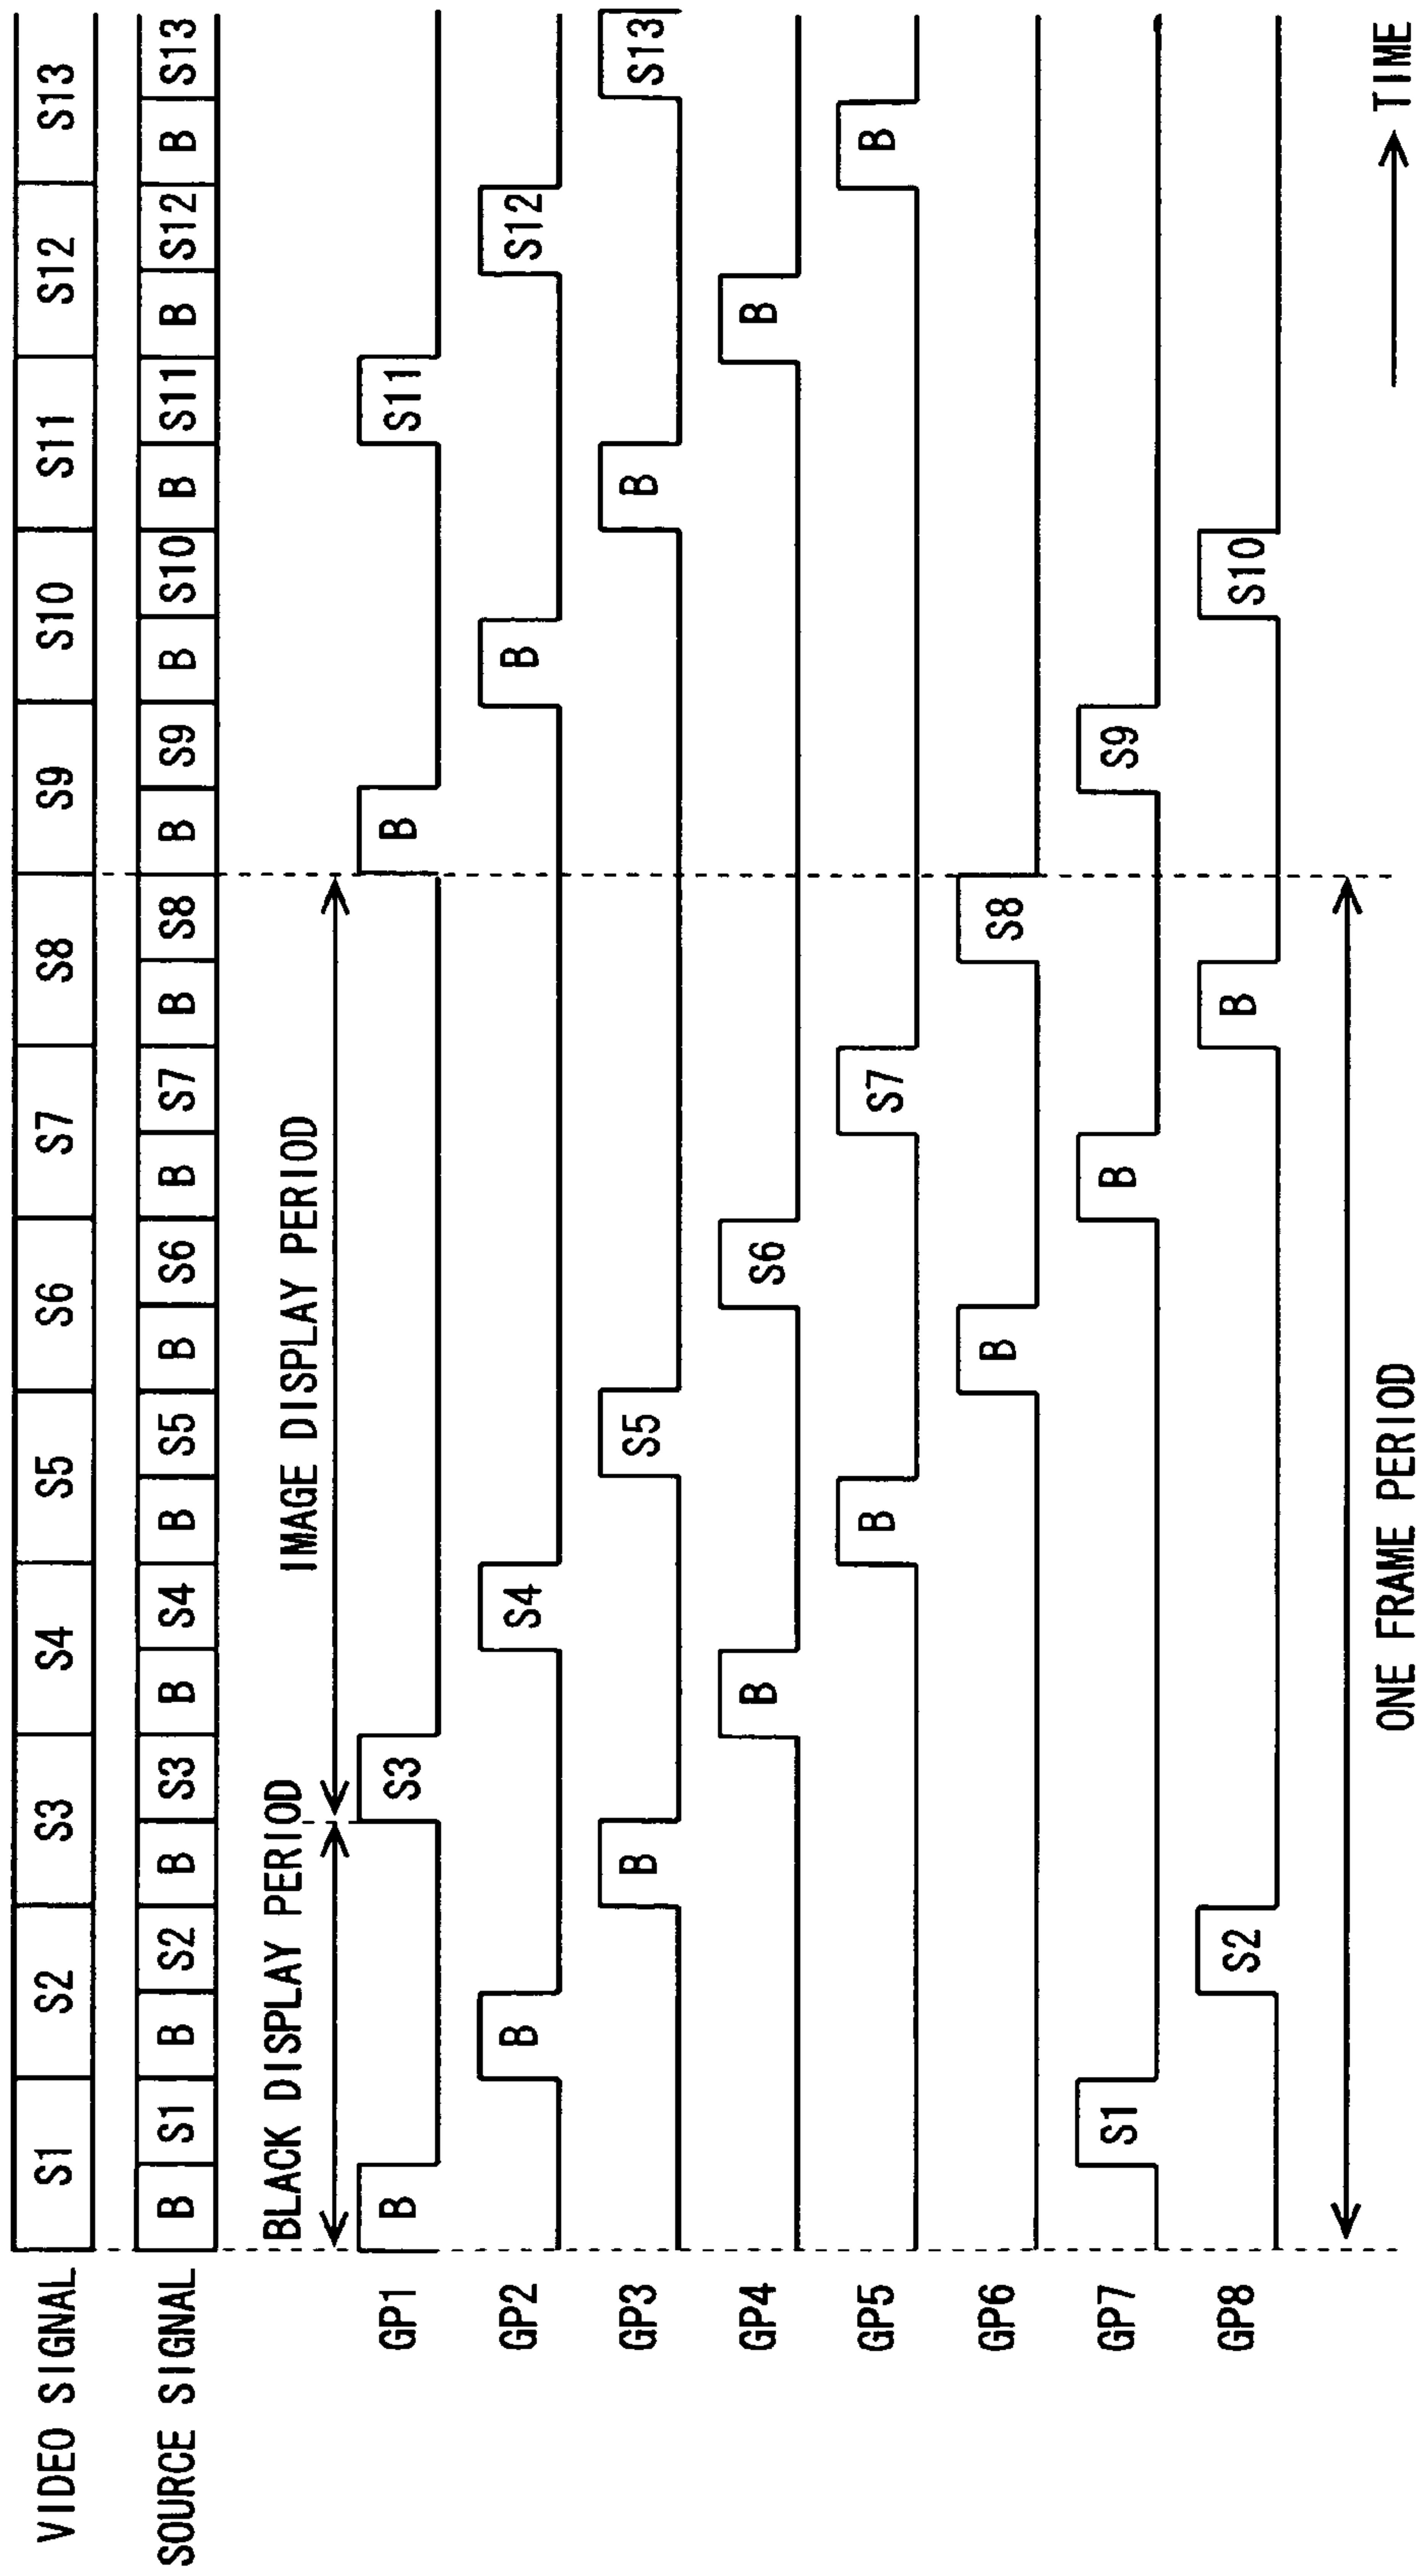 VIDEO SIGNAL S1 S2 S3 S4 S5 S6 S7 S8 S9 S10 S11 S12 S13
SOURCE SIGNAL B S1 B S2 B S3 B S4 B S5 B S6 B S7 B S8 B S9 B S10 B S11 B S12 B S13
BLACK DISPLAY PERIOD IMAGE DISPLAY PERIOD
GP1 B S3 B S11
GP2 B S4 B S12
GP3 B S5 B S13
GP4 B S6 B
GP5 B S7 B
GP6 B S8
GP7 S1 B S9
GP8 S2 B S10
ONE FRAME PERIOD TIME